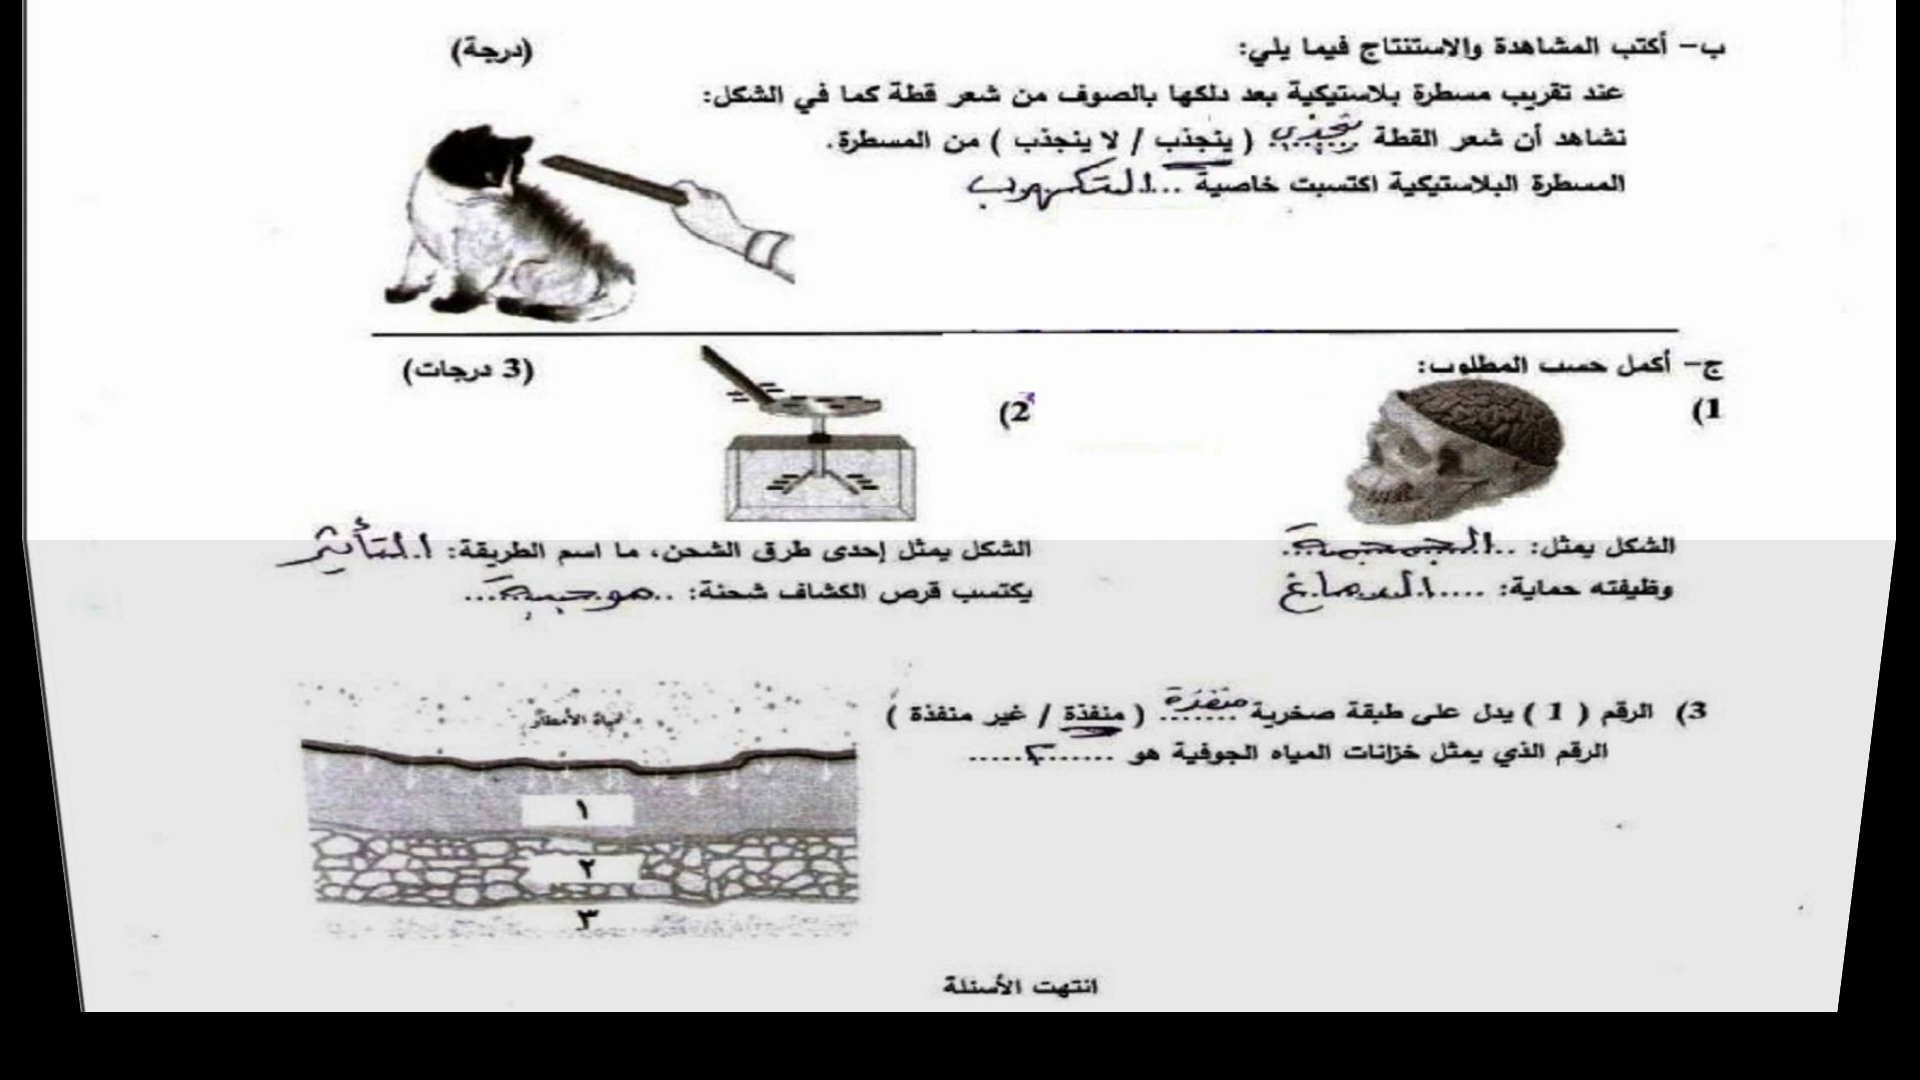 ب- أكتب المشاهدة والاستنتاج فيما يلي: (درجة)
عند تقريب مسطرة بلاستيكية بعد دلكها بالصوف من شعر قطة كما في الشكل:
نشاهد أن شعر القطة ........ ( ينجذب / لا ينجذب ) من المسطرة.
المسطرة البلاستيكية اكتسبت خاصية ...التكهرب
ج- أكمل حسب المطلوب: (3 درجات)
(1
(2
الشكل يمثل: ..الجمجمة..
وظيفته حماية: ....الدماغ
الشكل يمثل إحدى طرق الشحن، ما اسم الطريقة: التأثير
يكتسب قرص الكشاف شحنة: ..موجبة...
(3 الرقم ( 1 ) يدل على طبقة صخرية منفذة ....... ( منفذة / غير منفذة )
الرقم الذي يمثل خزانات المياه الجوفية هو .......٢......
مياه الأمطار
١
٢
٣
انتهت الأسئلة